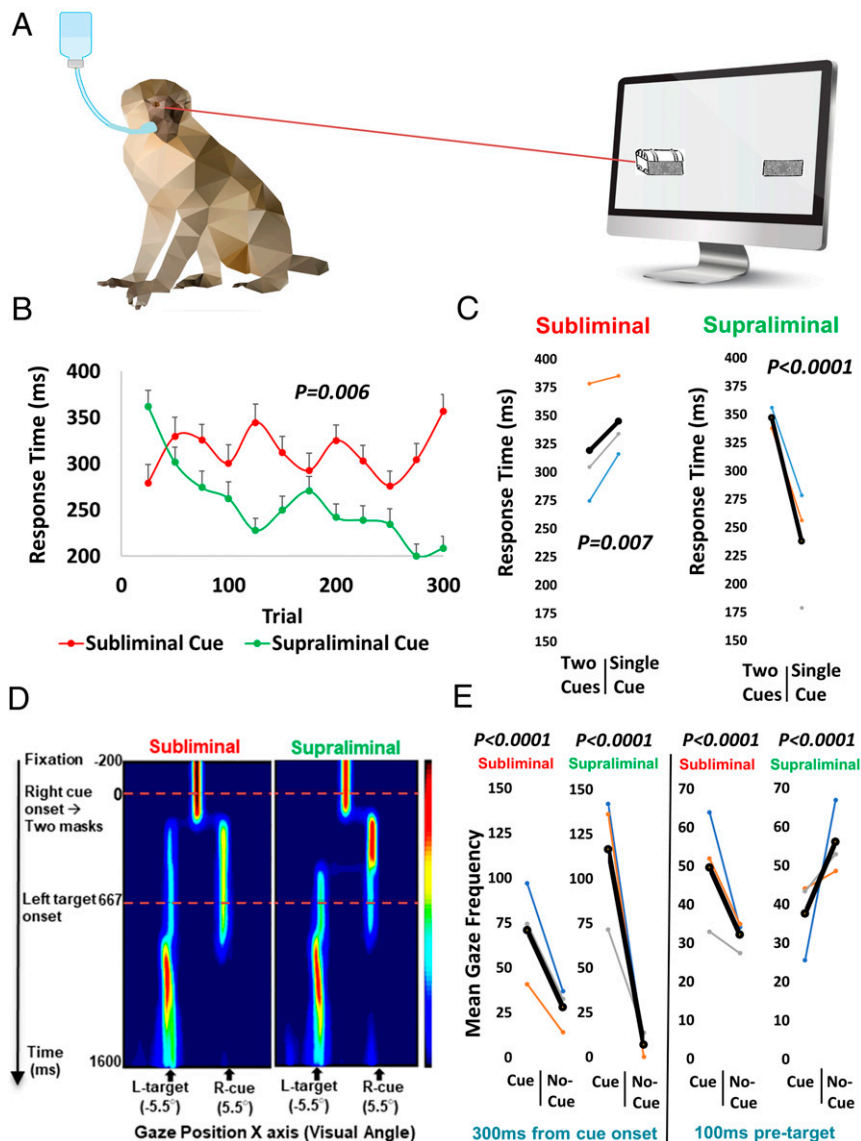 A
B
P=0.006
400
350
300
250
200
Response Time (ms)
0
100
200
300
Trial
Subliminal Cue
Supraliminal Cue
C
Subliminal
Supraliminal
400
375
350
325
300
275
250
225
200
175
150
Response Time (ms)
P=0.007
Two
Cues
Single
Cue
400
375
350
325
300
275
250
225
200
175
150
Response Time (ms)
P<0.0001
Two
Cues
Single
Cue
D
Subliminal
Supraliminal
Fixation
-200
Right cue
onset →
Two masks
0
Left target
onset
667
Time
(ms)
1600
L-target
(-5.5°)
R-cue
(5.5°)
L-target
(-5.5°)
R-cue
(5.5°)
Gaze Position X axis (Visual Angle)
E
P<0.0001
P<0.0001
P<0.0001
P<0.0001
Subliminal
Supraliminal
Subliminal
Supraliminal
Mean Gaze Frequency
150
125
100
75
50
25
0
150
125
100
75
50
25
0
70
60
50
40
30
20
10
0
70
60
50
40
30
20
10
0
Cue
No-
Cue
Cue
No-
Cue
Cue
No-
Cue
Cue
No-
Cue
300ms from cue onset
100ms pre-target